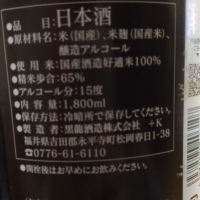 品目：日本酒
●原材料名：米（国産）、米麹（国産米）、
醸造アルコール
●使用米：国産酒造好適米100％
●精米歩合：65％
●アルコール分：15度
●内容量：1,800ml
●保存方法：冷暗所で保存してください。
●製造者：黒龍酒造株式会社 +K
福井県吉田郡永平寺町松岡春日1-38
☎0776-61-6110
●開栓後はお早めにお飲みください。